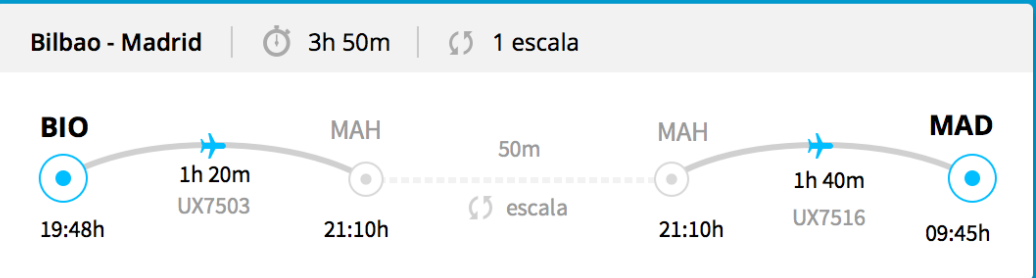 Bilbao - Madrid 3h 50m 1 escala
BIO MAH MAH MAD
50m
1h 20m 1h 40m
UX7503 escala UX7516
19:48h 21:10h 21:10h 09:45h